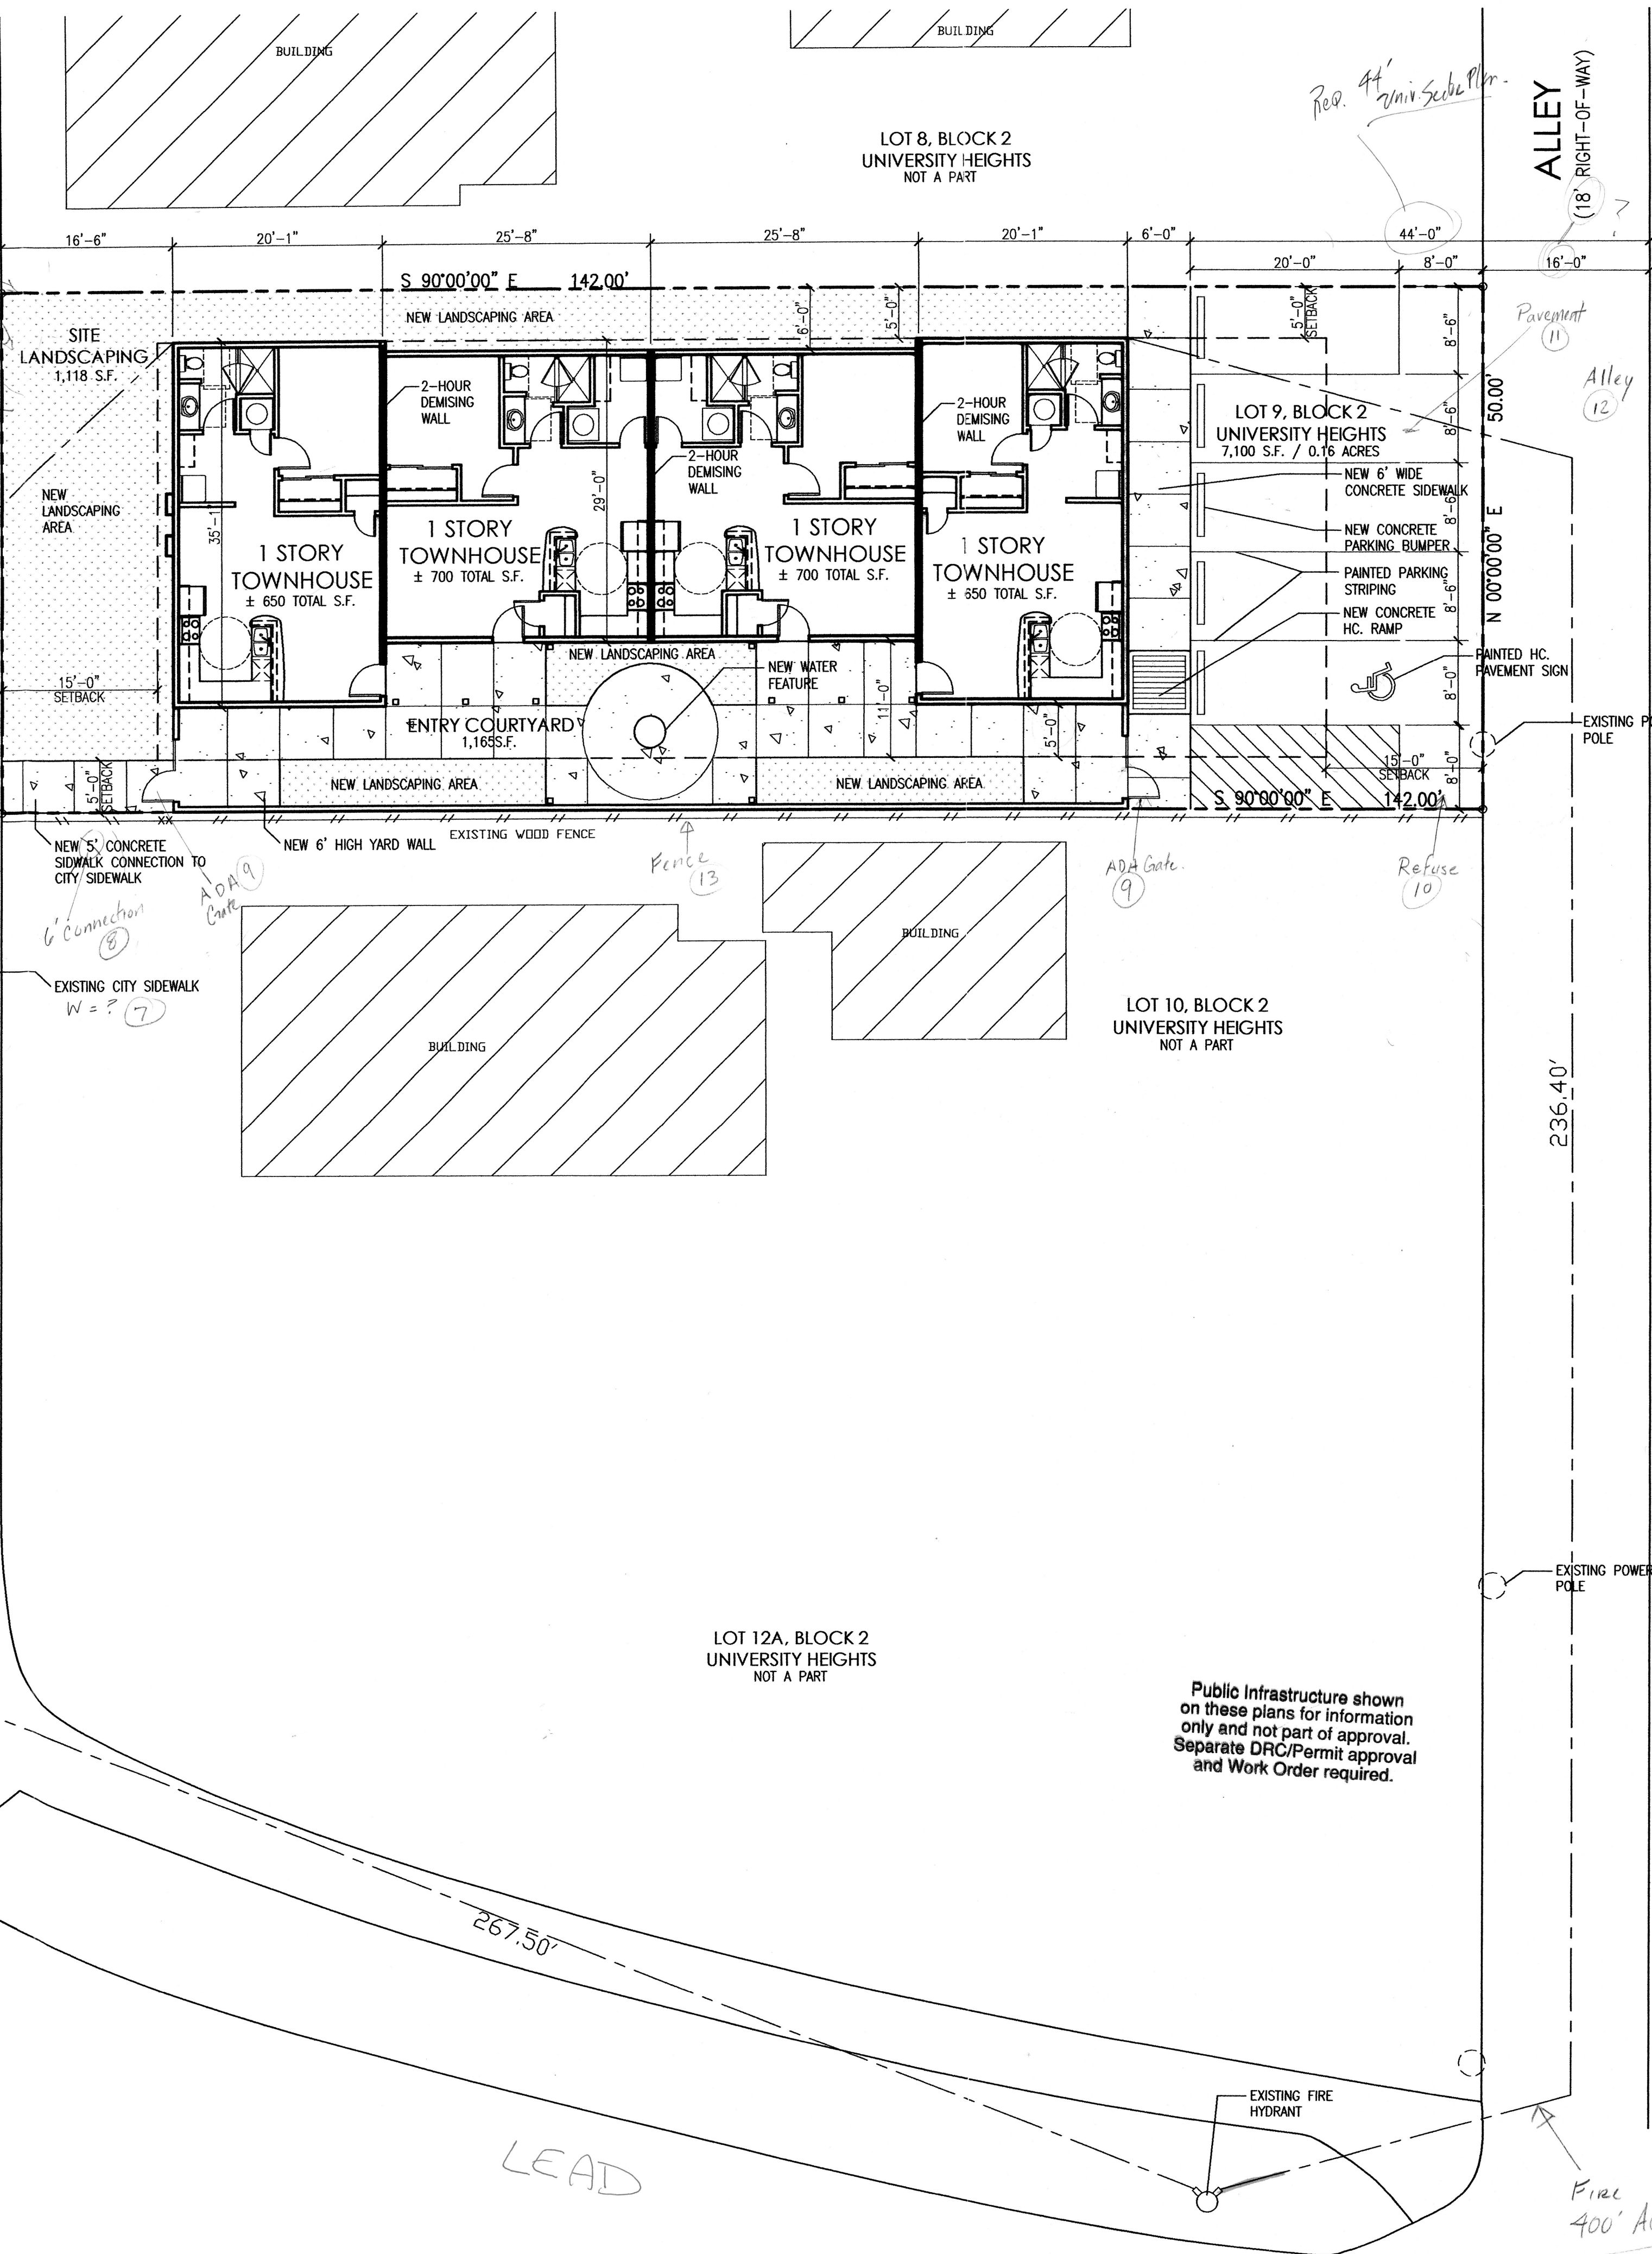 BUILDING
BUILDING
Req. 44'
Univ. Sector Plan.
ALLEY
(18' RIGHT-OF-WAY)
?
LOT 8, BLOCK 2
UNIVERSITY HEIGHTS
NOT A PART
16'-6"
20'-1"
25'-8"
25'-8"
20'-1"
6'-0"
44'-0"
20'-0"
8'-0"
16'-0"
S 90°00'00" E 142.00'
SITE
LANDSCAPING
1,118 S.F.
NEW LANDSCAPING AREA
6'-0"
5'-0"
5'-0"
SETBACK
8'-6"
Pavement
11
Alley
12
2-HOUR
DEMISING
WALL
2-HOUR
DEMISING
WALL
2-HOUR
DEMISING
WALL
LOT 9, BLOCK 2
UNIVERSITY HEIGHTS
7,100 S.F. / 0.16 ACRES
8'-6"
50.00'
N 00°00'00" E
NEW 6' WIDE
CONCRETE SIDEWALK
8'-6"
NEW
LANDSCAPING
AREA
35'-1"
29'-0"
1 STORY
TOWNHOUSE
± 650 TOTAL S.F.
1 STORY
TOWNHOUSE
± 700 TOTAL S.F.
1 STORY
TOWNHOUSE
± 700 TOTAL S.F.
1 STORY
TOWNHOUSE
± 650 TOTAL S.F.
NEW CONCRETE
PARKING BUMPER
PAINTED PARKING
STRIPING
8'-6"
NEW CONCRETE
HC. RAMP
PAINTED HC.
PAVEMENT SIGN
8'-0"
15'-0"
SETBACK
NEW LANDSCAPING AREA
NEW WATER
FEATURE
11'-0"
ENTRY COURTYARD
1,165S.F.
5'-0"
EXISTING P
POLE
5'-0"
SETBACK
NEW LANDSCAPING AREA
NEW LANDSCAPING AREA
15'-0"
SETBACK
8'-0"
S 90°00'00" E 142.00'
XX
EXISTING WOOD FENCE
NEW 5' CONCRETE
SIDWALK CONNECTION TO
CITY SIDEWALK
NEW 6' HIGH YARD WALL
Fence
13
ADA Gate.
9
Refuse
10
ADA 9
Gate
6' Connection
8
EXISTING CITY SIDEWALK
W = ? 7
BUILDING
BUILDING
LOT 10, BLOCK 2
UNIVERSITY HEIGHTS
NOT A PART
236.40'
EXISTING POWER
POLE
LOT 12A, BLOCK 2
UNIVERSITY HEIGHTS
NOT A PART
Public Infrastructure shown
on these plans for information
only and not part of approval.
Separate DRC/Permit approval
and Work Order required.
267.50'
EXISTING FIRE
HYDRANT
LEAD
FIRE
400'